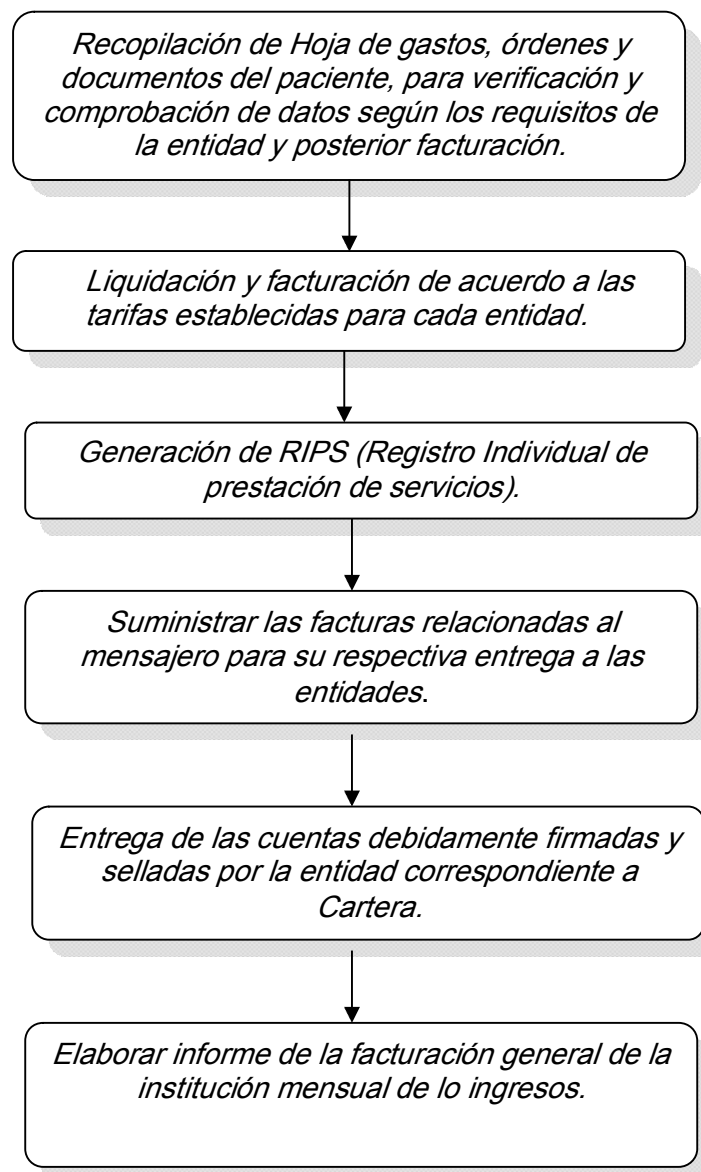 Recopilación de Hoja de gastos, órdenes y
documentos del paciente, para verificación y
comprobación de datos según los requisitos de
la entidad y posterior facturación.
Liquidación y facturación de acuerdo a las
tarifas establecidas para cada entidad.
Generación de RIPS (Registro Individual de
prestación de servicios).
Suministrar las facturas relacionadas al
mensajero para su respectiva entrega a las
entidades.
Entrega de las cuentas debidamente firmadas y
selladas por la entidad correspondiente a
Cartera.
Elaborar informe de la facturación general de la
institución mensual de lo ingresos.